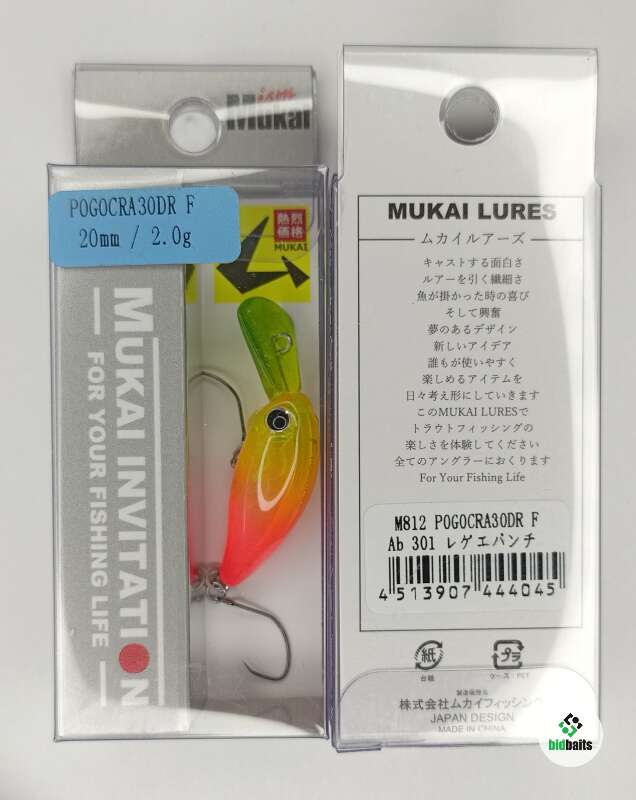 ism
Mukai
POGOCRA30DR F
20mm / 2.0g
熱烈
価格
MUKAI
MUKAI INVITATION
FOR YOUR FISHING LIFE
MUKAI LURES
ムカイルアーズ
キャストする面白さ
ルアーを引く繊細さ
魚が掛かった時の喜び
そして興奮
夢のあるデザイン
新しいアイデア
誰もが使いやすく
楽しめるアイテムを
日々考え形にしていきます
このMUKAI LURESで
トラウトフィッシングの
楽しさを体験してください
全てのアングラーにおくります
For Your Fishing Life
M812 POGOCRA30DR F
Ab 301 レゲエパンチ
4 513907 444045
紙
台紙
プラ
ケース:PET
製造販売元
株式会社ムカイフィッシング
JAPAN DESIGN
MADE IN CHINA
bidbaits